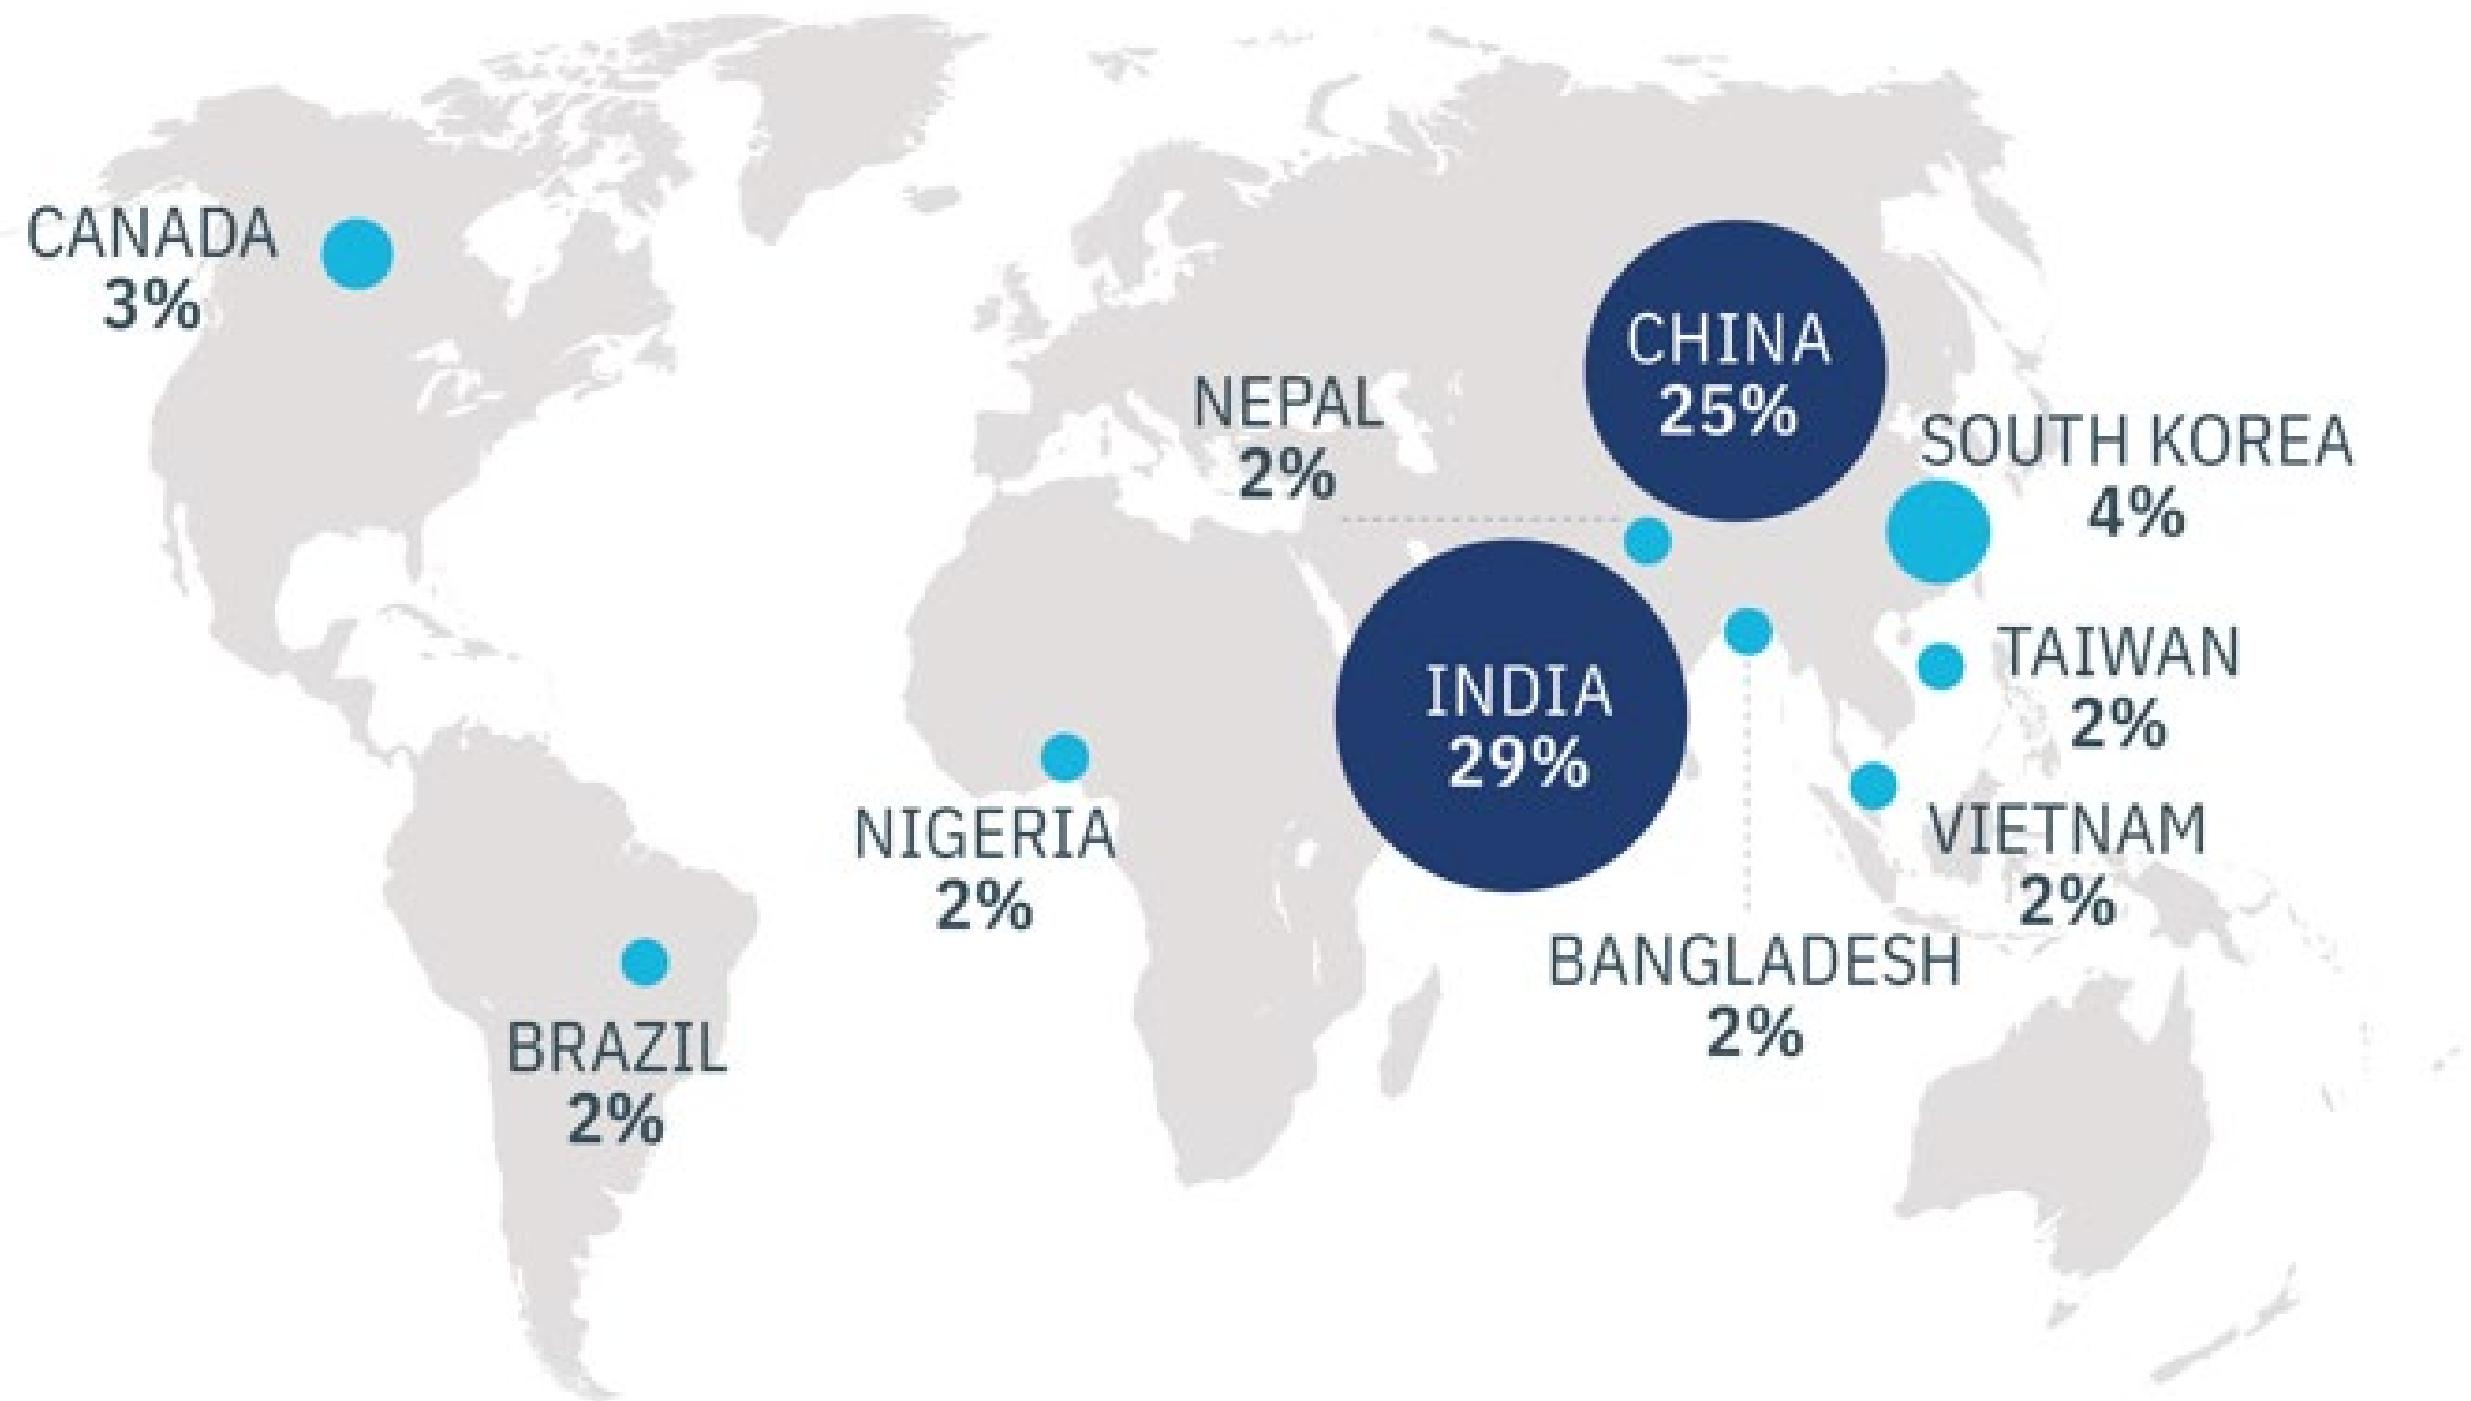 CANADA
3%
CHINA
25%
NEPAL
2%
SOUTH KOREA
4%
INDIA
29%
TAIWAN
2%
NIGERIA
2%
VIETNAM
2%
BANGLADESH
2%
BRAZIL
2%